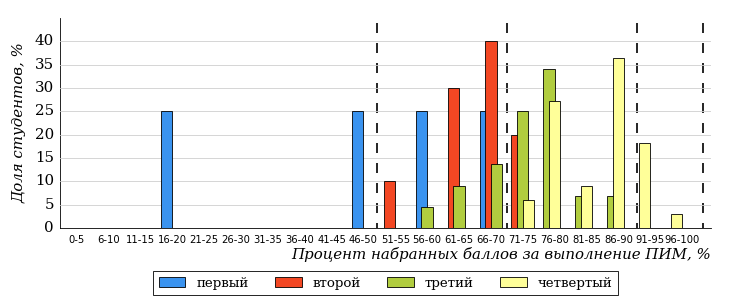 Доля студентов, %
40
35
30
25
20
15
10
5
0
0-5 6-10 11-15 16-20 21-25 26-30 31-35 36-40 41-45 46-50 51-55 56-60 61-65 66-70 71-75 76-80 81-85 86-90 91-95 96-100
Процент набранных баллов за выполнение ПИМ, %
первый второй третий четвертый